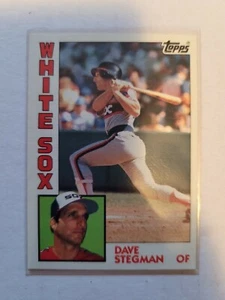 Topps
WHITE SOX
DAVE
STEGMAN OF